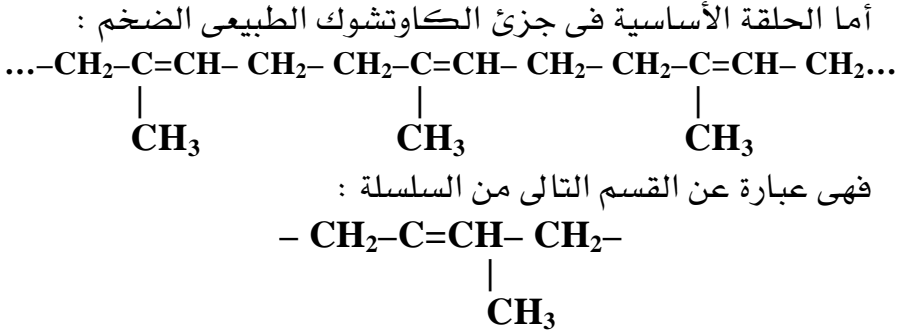 أما الحلقة الأساسية فى جزئ الكاوتشوك الطبيعى الضخم :
…–CH₂–C=CH– CH₂– CH₂–C=CH– CH₂– CH₂–C=CH– CH₂…
| | |
CH₃ CH₃ CH₃
فهى عبارة عن القسم التالى من السلسلة :
– CH₂–C=CH– CH₂–
|
CH₃